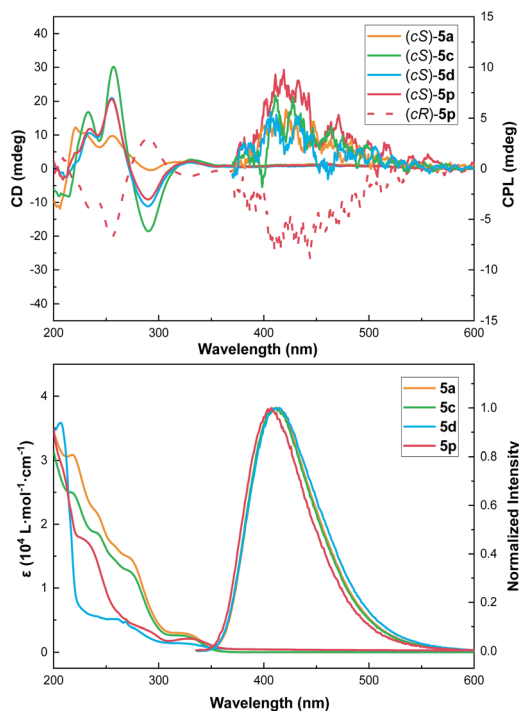 40
30
20
10
0
-10
-20
-30
-40
CD (mdeg)
15
10
5
0
-5
-10
-15
CPL (mdeg)
(cS)-5a
(cS)-5c
(cS)-5d
(cS)-5p
(cR)-5p
200 300 400 500 600
Wavelength (nm)
4
3
2
1
0
ε (10⁴ L·mol⁻¹·cm⁻¹)
1.0
0.8
0.6
0.4
0.2
0.0
Normalized Intensity
5a
5c
5d
5p
200 300 400 500 600
Wavelength (nm)